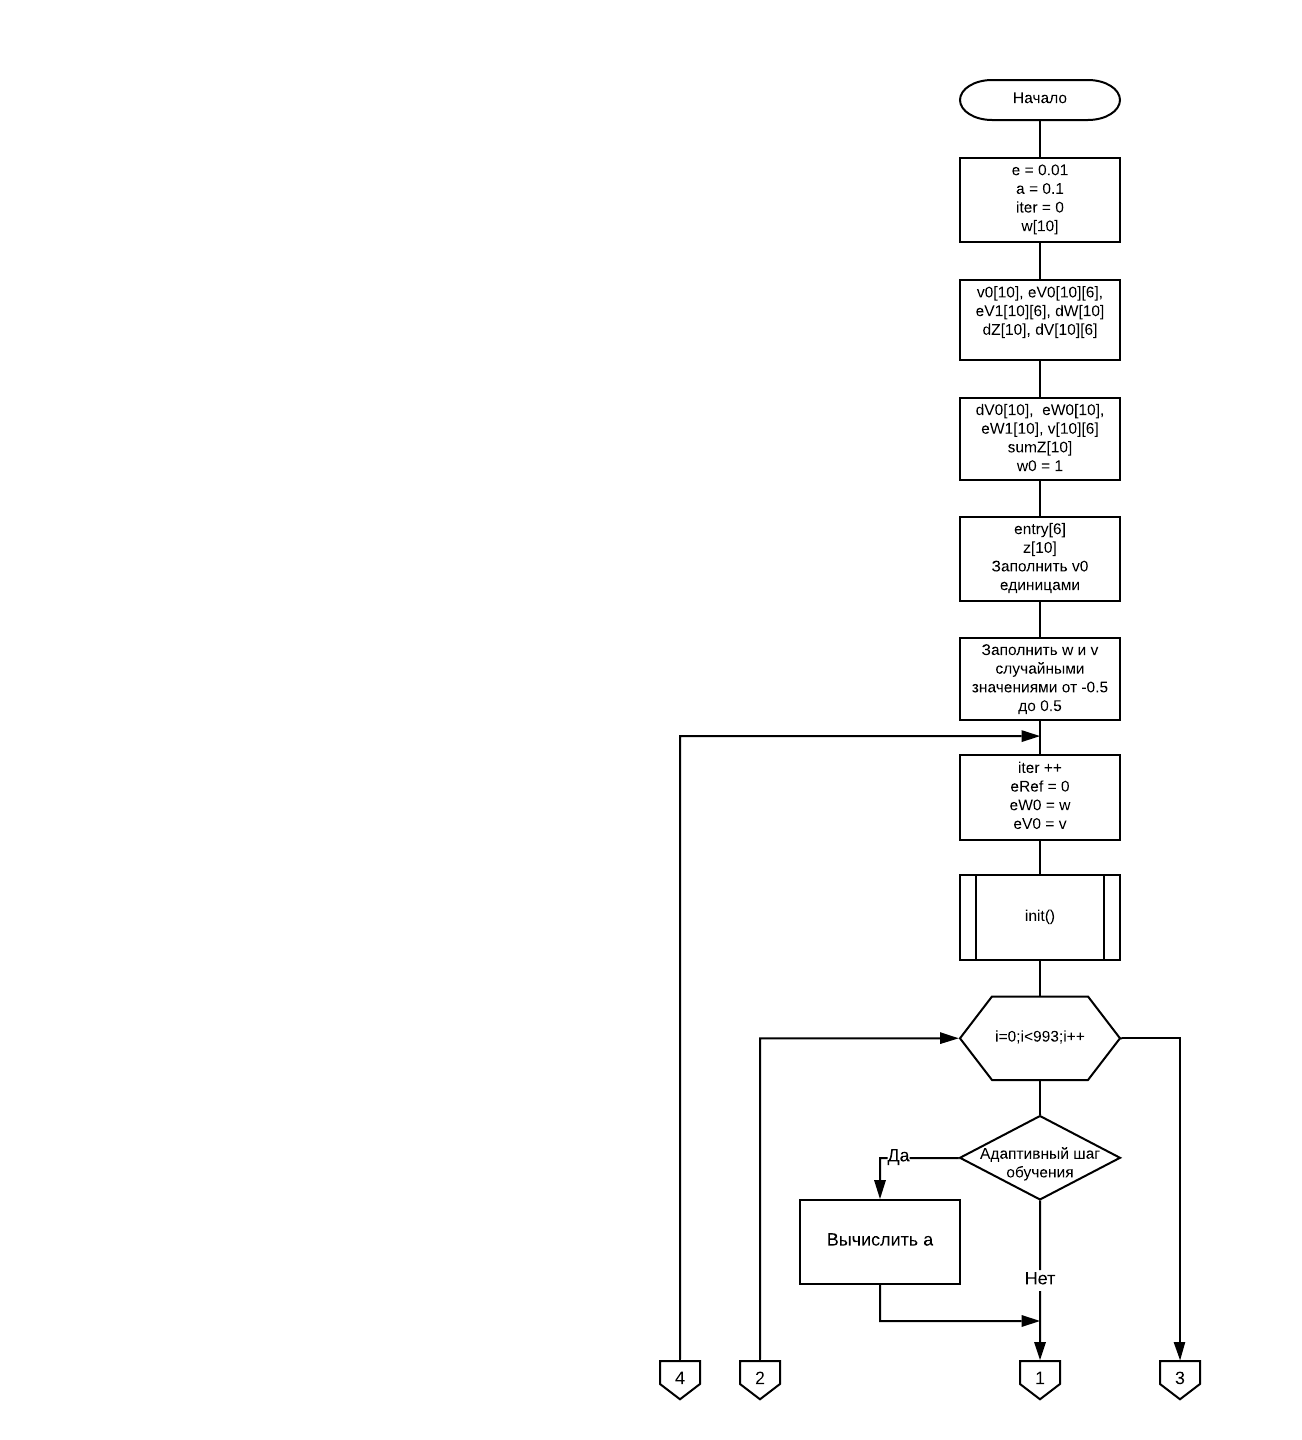 Начало
e = 0.01
a = 0.1
iter = 0
w[10]
v0[10], eV0[10][6],
eV1[10][6], dW[10]
dZ[10], dV[10][6]
dV0[10], eW0[10],
eW1[10], v[10][6]
sumZ[10]
w0 = 1
entry[6]
z[10]
Заполнить v0
единицами
Заполнить w и v
случайными
значениями от -0.5
до 0.5
iter ++
eRef = 0
eW0 = w
eV0 = v
init()
i=0;i<993;i++
Адаптивный шаг
обучения
Да
Вычислить a
Нет
4
2
1
3